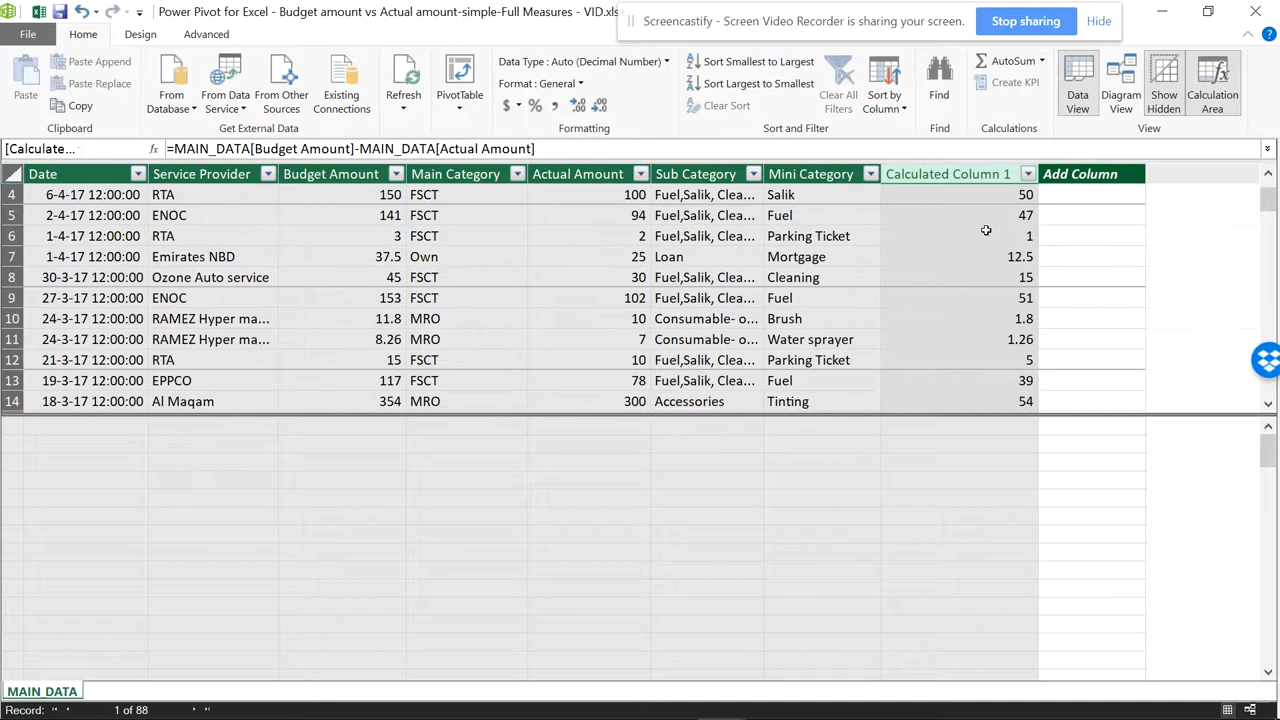 Power Pivot for Excel - Budget amount vs Actual amount-simple-Full Measures - VID.xls
Screencastify - Screen Video Recorder is sharing your screen.
Stop sharing
Hide
File
Home
Design
Advanced
Paste
Paste Append
Paste Replace
Copy
Clipboard
From Database
From Data Service
From Other Sources
Existing Connections
Get External Data
Refresh
PivotTable
Data Type : Auto (Decimal Number)
Format : General
$ % ,
Formatting
Sort Smallest to Largest
Sort Largest to Smallest
Clear Sort
Clear All Filters
Sort by Column
Sort and Filter
Find
Find
AutoSum
Create KPI
Calculations
Data View
Diagram View
Show Hidden
Calculation Area
View
[Calculate...
fx
=MAIN_DATA[Budget Amount]-MAIN_DATA[Actual Amount]
Date Service Provider Budget Amount Main Category Actual Amount Sub Category Mini Category Calculated Column 1 Add Column
4 6-4-17 12:00:00 RTA 150 FSCT 100 Fuel,Salik, Clea... Salik 50
5 2-4-17 12:00:00 ENOC 141 FSCT 94 Fuel,Salik, Clea... Fuel 47
6 1-4-17 12:00:00 RTA 3 FSCT 2 Fuel,Salik, Clea... Parking Ticket 1
7 1-4-17 12:00:00 Emirates NBD 37.5 Own 25 Loan Mortgage 12.5
8 30-3-17 12:00:00 Ozone Auto service 45 FSCT 30 Fuel,Salik, Clea... Cleaning 15
9 27-3-17 12:00:00 ENOC 153 FSCT 102 Fuel,Salik, Clea... Fuel 51
10 24-3-17 12:00:00 RAMEZ Hyper ma... 11.8 MRO 10 Consumable- o... Brush 1.8
11 24-3-17 12:00:00 RAMEZ Hyper ma... 8.26 MRO 7 Consumable- o... Water sprayer 1.26
12 21-3-17 12:00:00 RTA 15 FSCT 10 Fuel,Salik, Clea... Parking Ticket 5
13 19-3-17 12:00:00 EPPCO 117 FSCT 78 Fuel,Salik, Clea... Fuel 39
14 18-3-17 12:00:00 Al Maqam 354 MRO 300 Accessories Tinting 54
MAIN_DATA
Record: 1 of 88